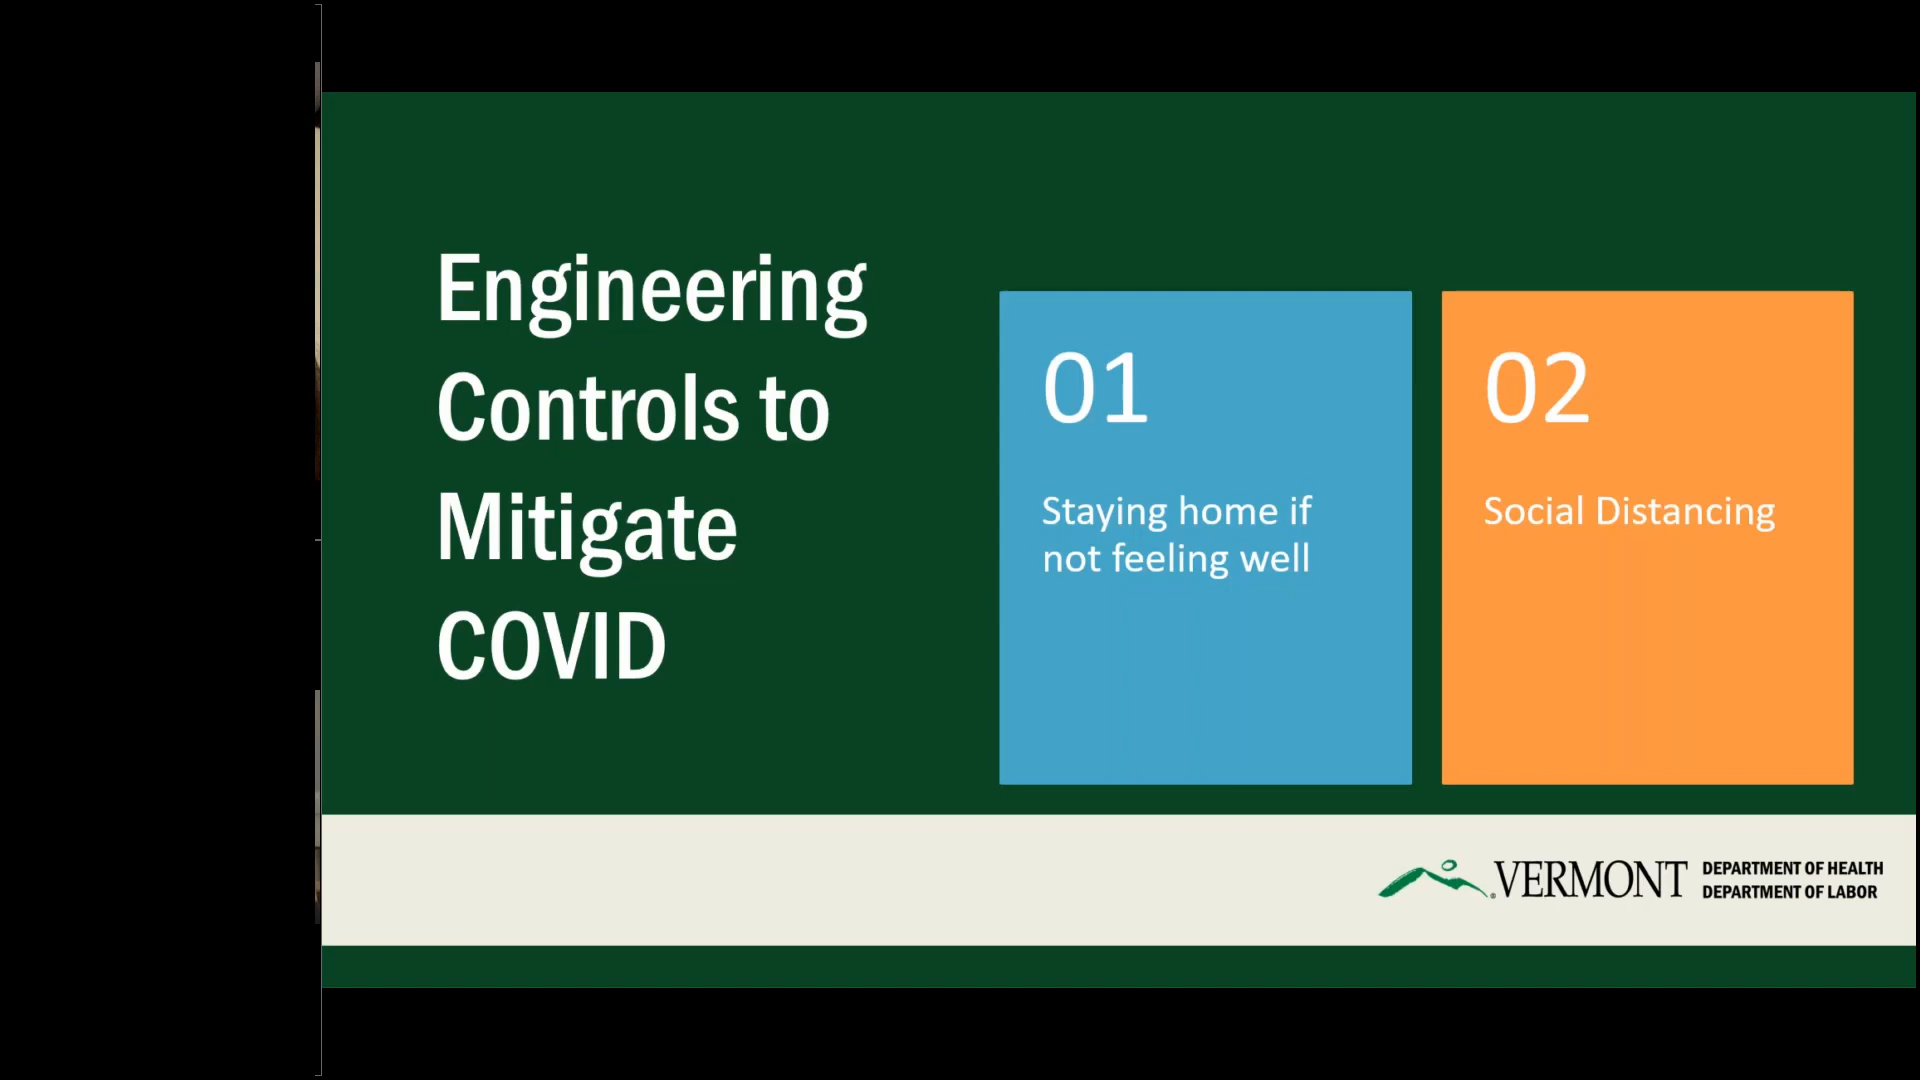 Engineering
Controls to
Mitigate
COVID
01
Staying home if
not feeling well
02
Social Distancing
VERMONT
DEPARTMENT OF HEALTH
DEPARTMENT OF LABOR